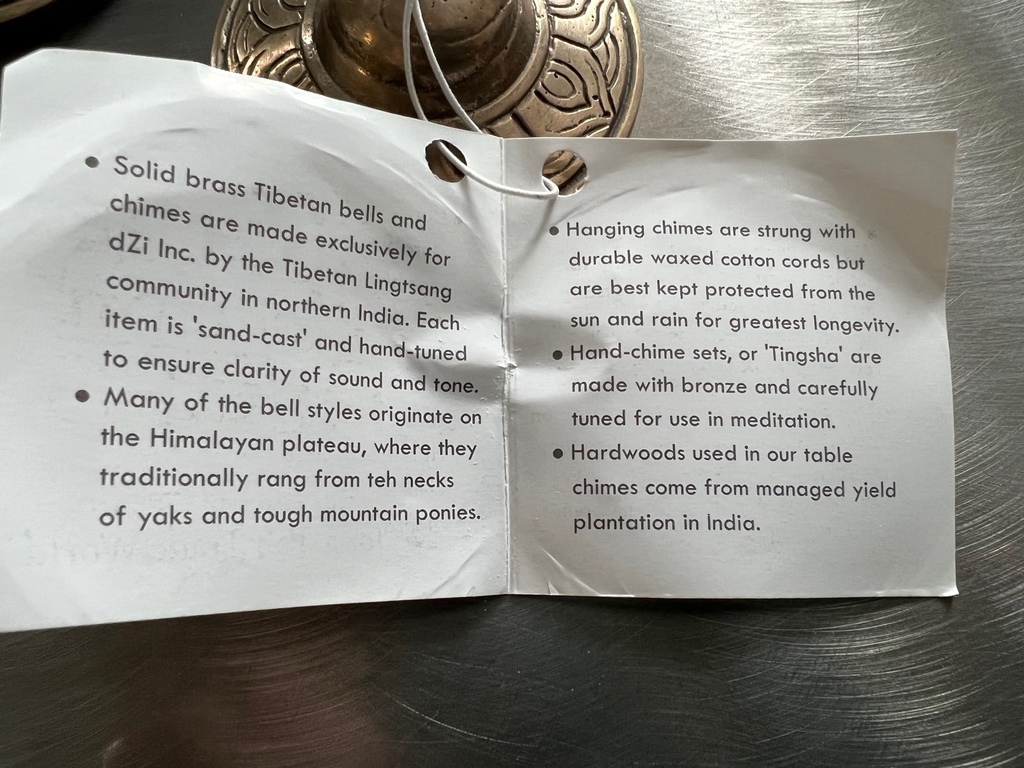 • Solid brass Tibetan bells and
chimes are made exclusively for
dZi Inc. by the Tibetan Lingtsang
community in northern India. Each
item is 'sand-cast' and hand-tuned
to ensure clarity of sound and tone.
• Many of the bell styles originate on
the Himalayan plateau, where they
traditionally rang from teh necks
of yaks and tough mountain ponies.
• Hanging chimes are strung with
durable waxed cotton cords but
are best kept protected from the
sun and rain for greatest longevity.
• Hand-chime sets, or 'Tingsha' are
made with bronze and carefully
tuned for use in meditation.
• Hardwoods used in our table
chimes come from managed yield
plantation in India.